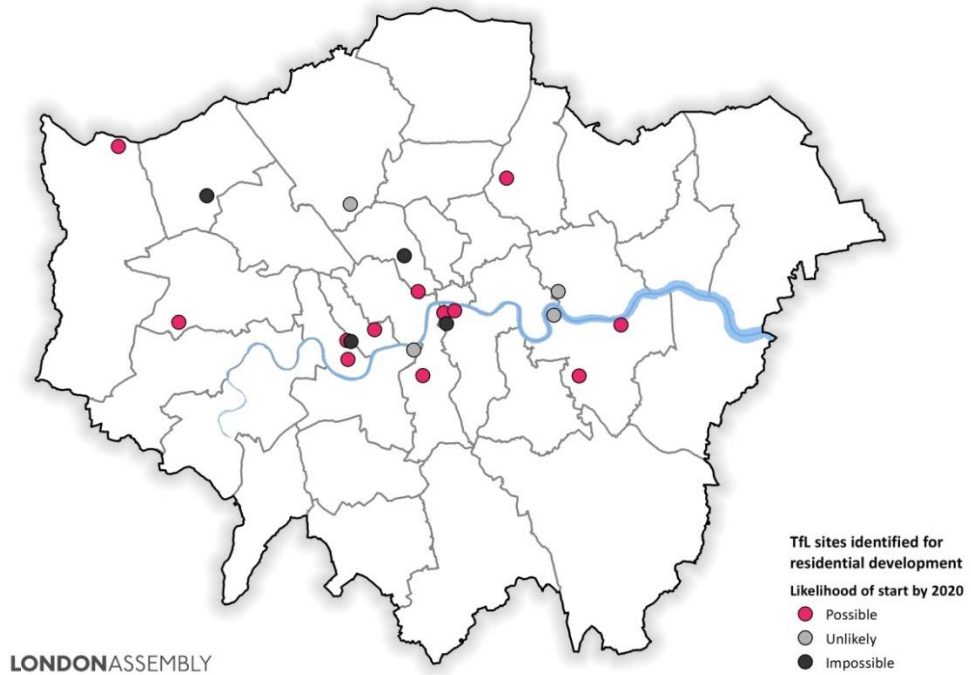 TfL sites identified for
residential development
Likelihood of start by 2020
Possible
Unlikely
Impossible
LONDONASSEMBLY